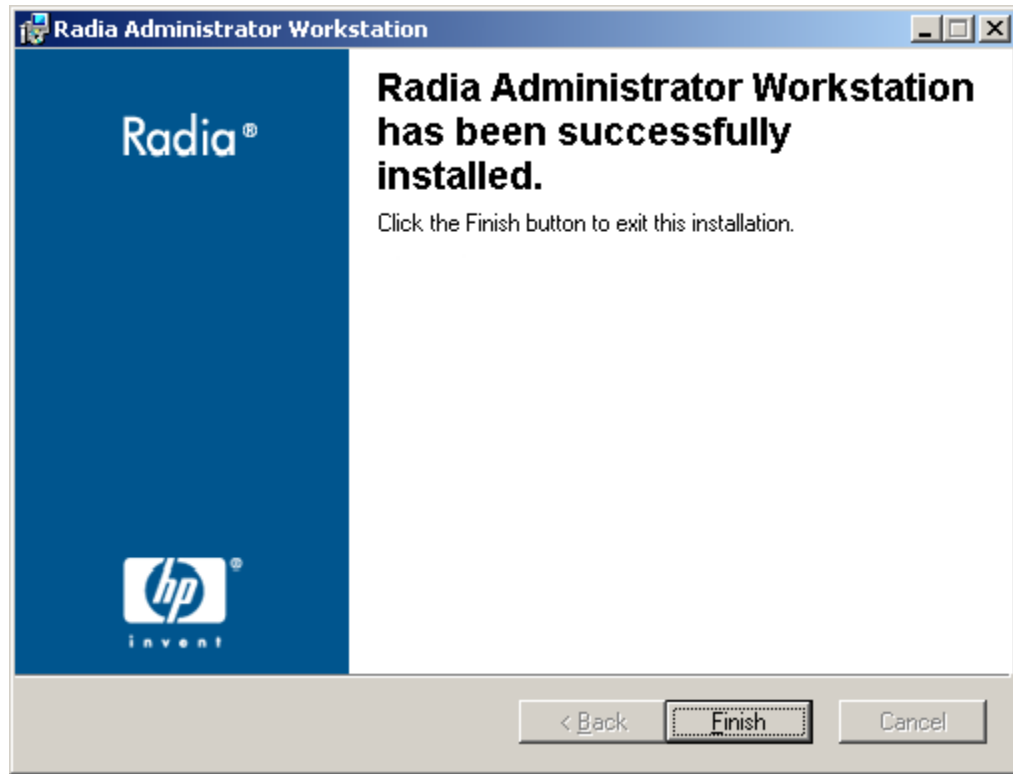 Radia Administrator Workstation
Radia®
Radia Administrator Workstation
has been successfully
installed.
Click the Finish button to exit this installation.
hp®
invent
< Back
Finish
Cancel